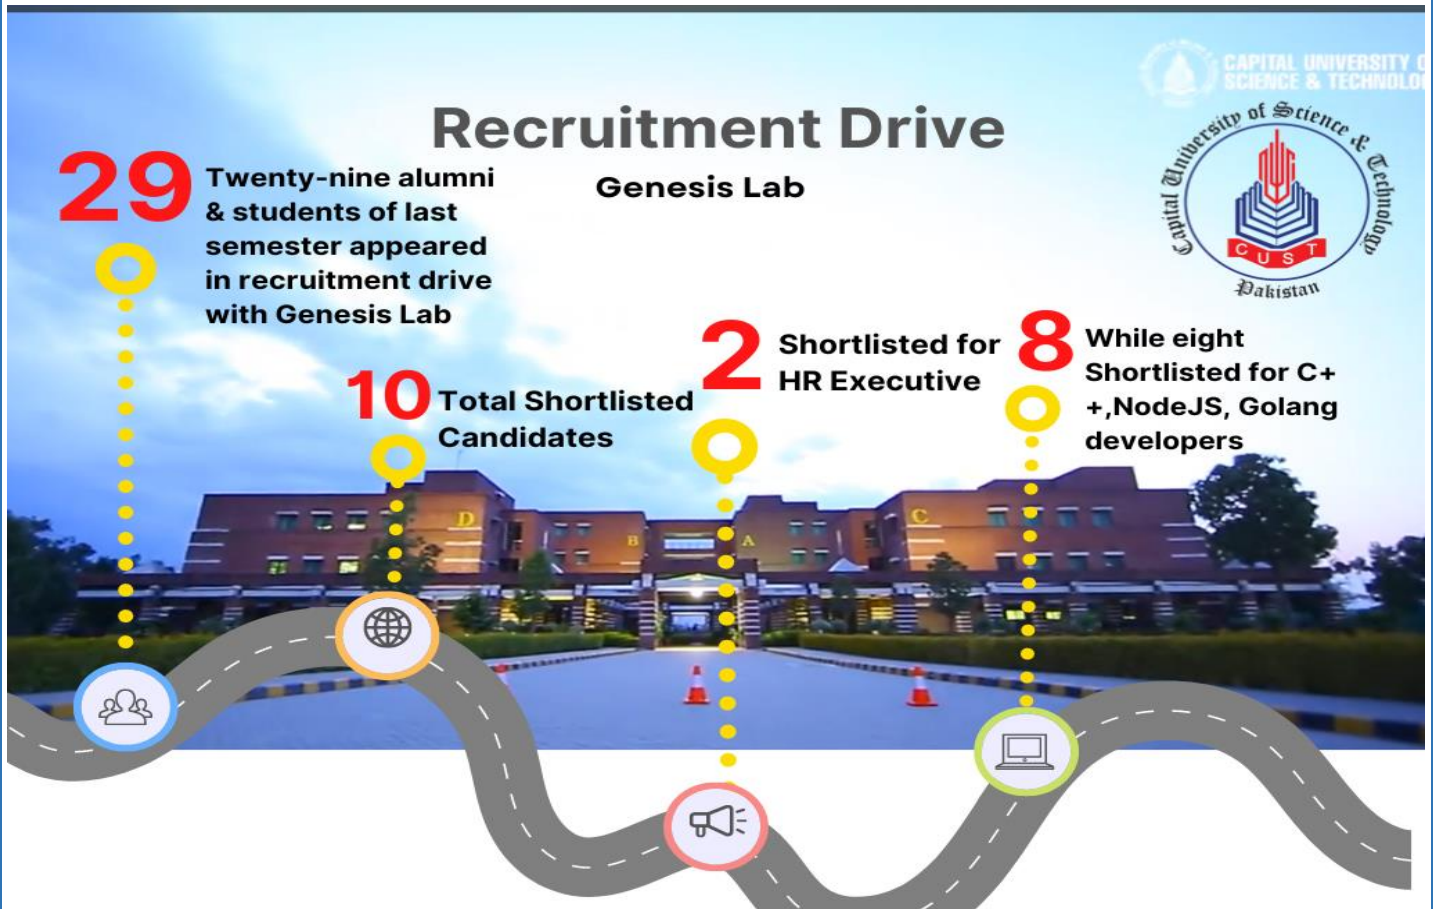 CAPITAL UNIVERSITY
SCIENCE & TECHNOLO
Recruitment Drive
Genesis Lab
Capital University of Science & Technology
CUST
Pakistan
29
Twenty-nine alumni
& students of last
semester appeared
in recruitment drive
with Genesis Lab
10
Total Shortlisted
Candidates
2
Shortlisted for
HR Executive
8
While eight
Shortlisted for C+
+,NodeJS, Golang
developers
D
B
A
C